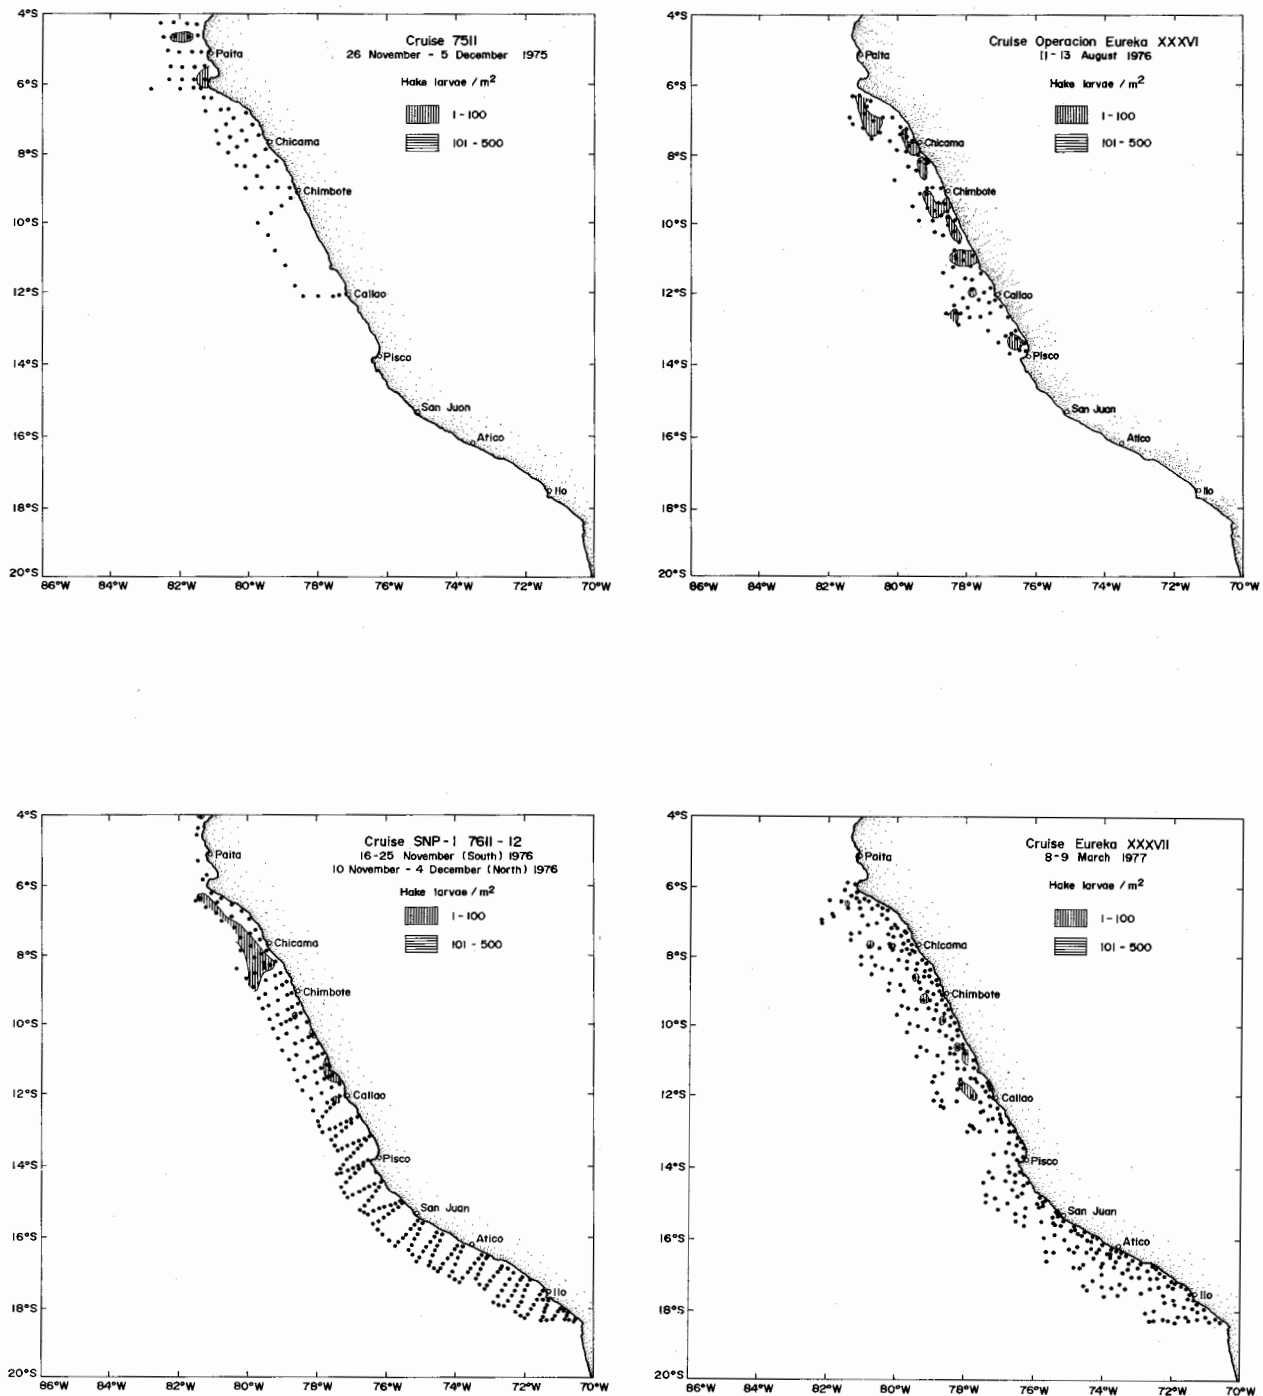 Cruise 7511
26 November - 5 December 1975
Hake larvae / m²
1 - 100
101 - 500
4°S
6°S
8°S
10°S
12°S
14°S
16°S
18°S
20°S
86°W 84°W 82°W 80°W 78°W 76°W 74°W 72°W 70°W
Paita
Chicama
Chimbote
Callao
Pisco
San Juan
Atico
Ilo
Cruise Operacion Eureka XXXVI
11 - 13 August 1976
Hake larvae / m²
1 - 100
101 - 500
4°S
6°S
8°S
10°S
12°S
14°S
16°S
18°S
20°S
86°W 84°W 82°W 80°W 78°W 76°W 74°W 72°W 70°W
Paita
Chicama
Chimbote
Callao
Pisco
San Juan
Atico
Ilo
Cruise SNP-1 7611 - 12
16-25 November (South) 1976
10 November - 4 December (North) 1976
Hake larvae / m²
1 - 100
101 - 500
4°S
6°S
8°S
10°S
12°S
14°S
16°S
18°S
20°S
86°W 84°W 82°W 80°W 78°W 76°W 74°W 72°W 70°W
Paita
Chicama
Chimbote
Callao
Pisco
San Juan
Atico
Ilo
Cruise Eureka XXXVII
8-9 March 1977
Hake larvae / m²
1 - 100
101 - 500
4°S
6°S
8°S
10°S
12°S
14°S
16°S
18°S
20°S
86°W 84°W 82°W 80°W 78°W 76°W 74°W 72°W 70°W
Paita
Chicama
Chimbote
Callao
Pisco
San Juan
Atico
Ilo